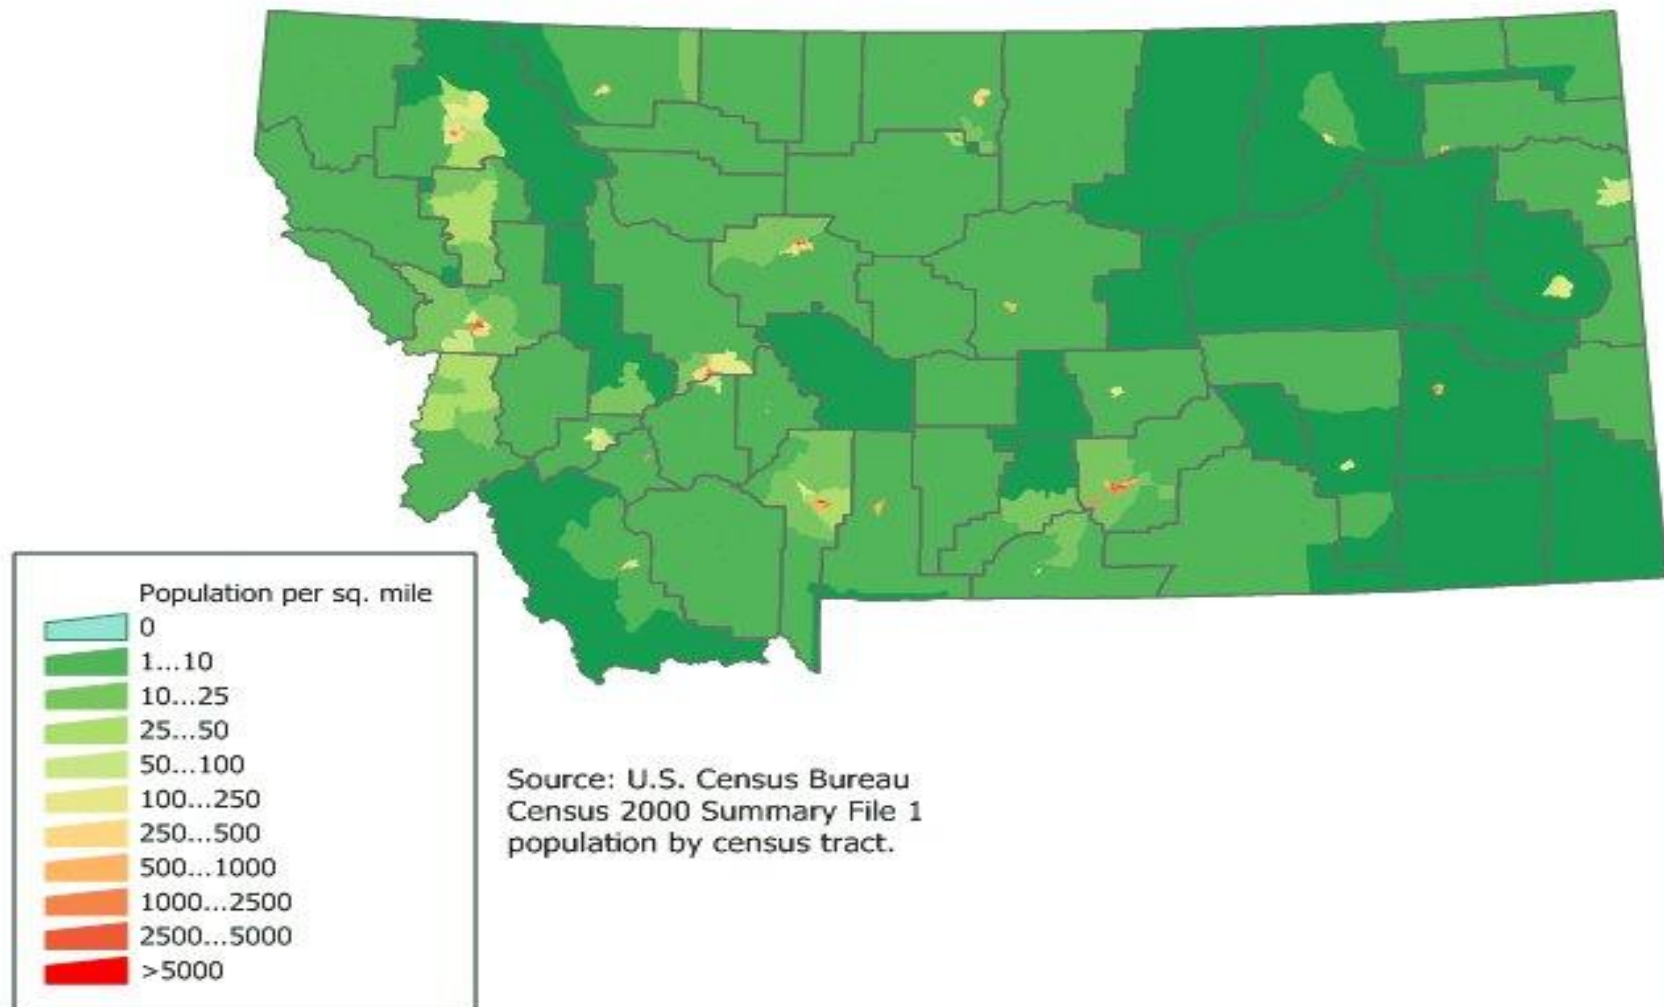 Population per sq. mile
0
1...10
10...25
25...50
50...100
100...250
250...500
500...1000
1000...2500
2500...5000
>5000
Source: U.S. Census Bureau
Census 2000 Summary File 1
population by census tract.